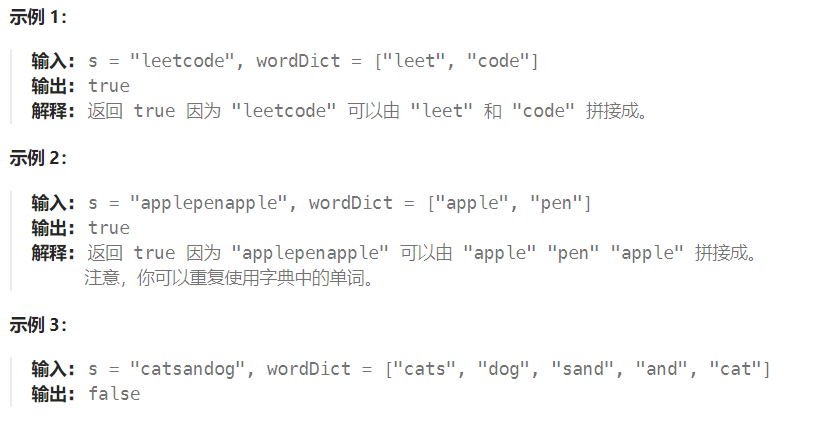 示例 1：
输入：s = "leetcode", wordDict = ["leet", "code"]
输出：true
解释：返回 true 因为 "leetcode" 可以由 "leet" 和 "code" 拼接成。
示例 2：
输入：s = "applepenapple", wordDict = ["apple", "pen"]
输出：true
解释：返回 true 因为 "applepenapple" 可以由 "apple" "pen" "apple" 拼接成。
注意，你可以重复使用字典中的单词。
示例 3：
输入：s = "catsandog", wordDict = ["cats", "dog", "sand", "and", "cat"]
输出：false